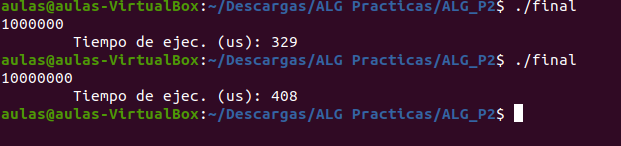 aulas@aulas-VirtualBox:~/Descargas/ALG Practicas/ALG_P2$ ./final
1000000
Tiempo de ejec. (us): 329
aulas@aulas-VirtualBox:~/Descargas/ALG Practicas/ALG_P2$ ./final
10000000
Tiempo de ejec. (us): 408
aulas@aulas-VirtualBox:~/Descargas/ALG Practicas/ALG_P2$